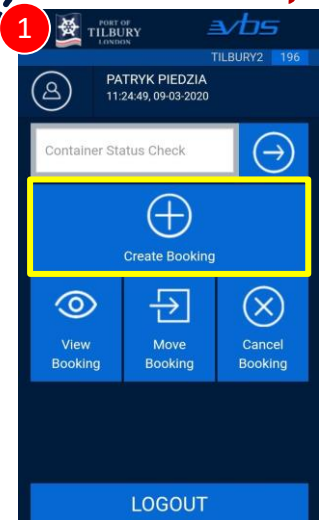 1
PORT OF
TILBURY
LONDON
vbs
TILBURY2 196
PATRYK PIEDZIA
11:24:49, 09-03-2020
Container Status Check
Create Booking
View
Booking
Move
Booking
Cancel
Booking
LOGOUT